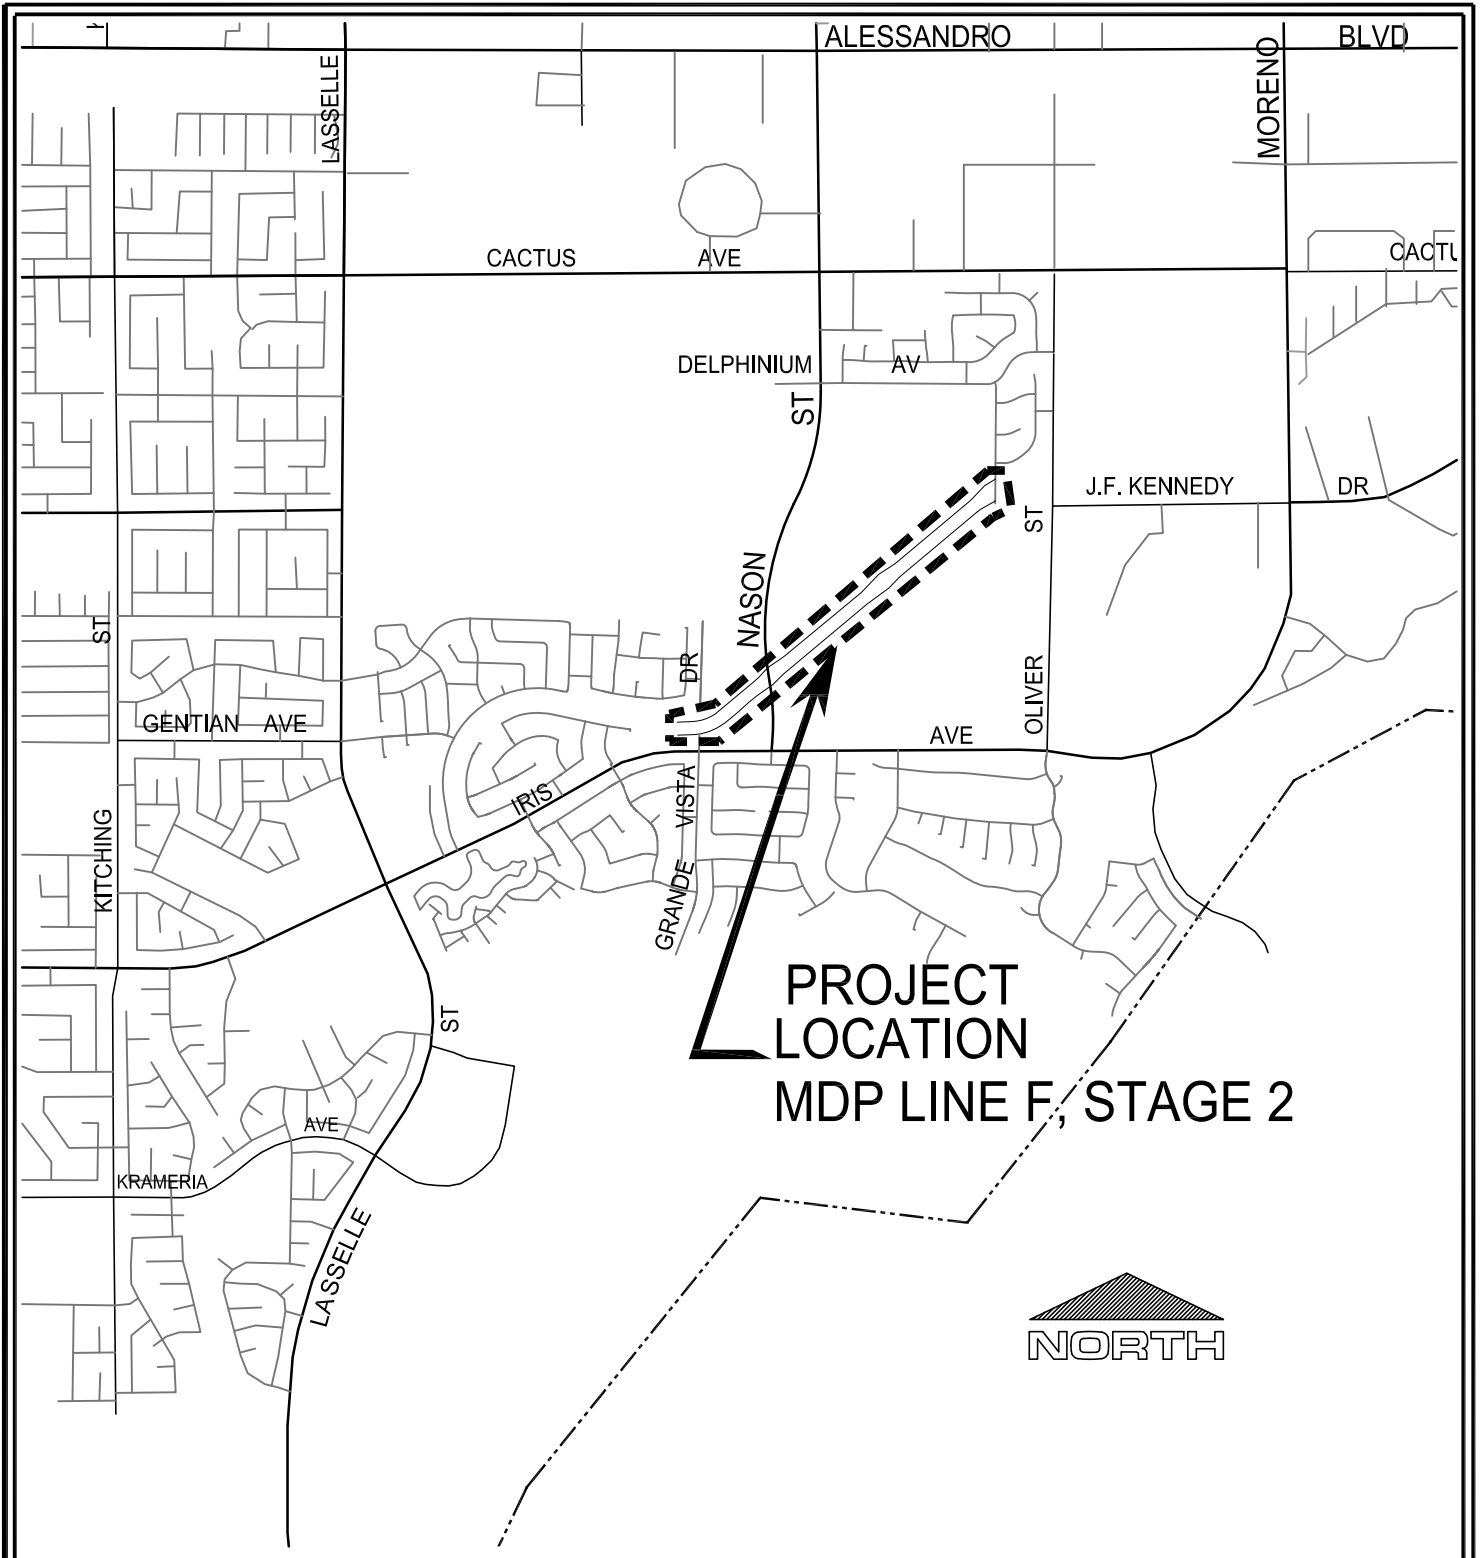 ALESSANDRO BLVD
LASSELLE
MORENO
CACTUS AVE
CACTU
DELPHINIUM AV
ST
J.F. KENNEDY DR
ST
NASON
ST
DR
OLIVER
GENTIAN AVE
AVE
IRIS
VISTA
KITCHING
GRANDE
PROJECT
LOCATION
MDP LINE F, STAGE 2
ST
AVE
KRAMERIA
LASSELLE
NORTH